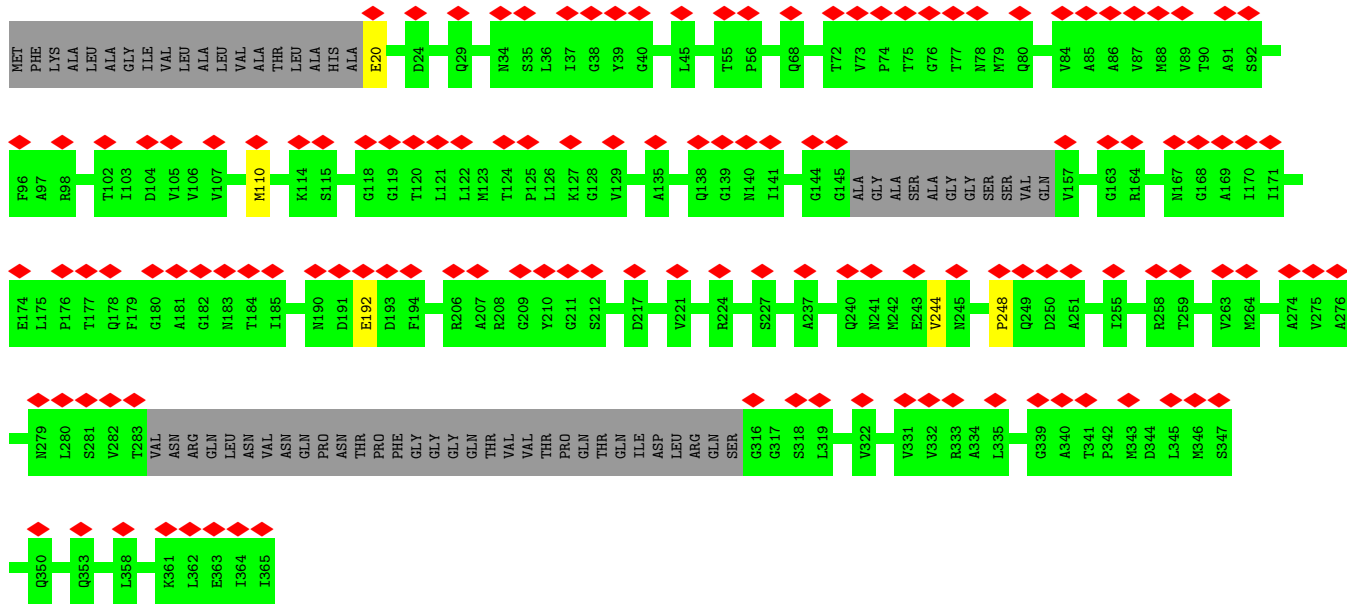 MET PHE LYS ALA LEU ALA GLY ILE VAL LEU ALA LEU VAL ALA THR LEU ALA HIS ALA E20 D24 Q29 N34 S35 L36 I37 G38 Y39 G40 L45 T55 P56 Q68 T72 V73 P74 T75 G76 T77 N78 M79 Q80 V84 A85 A86 V87 M88 V89 T90 A91 S92
F96 A97 R98 T102 I103 D104 V105 V106 V107 M110 K114 S115 G118 G119 T120 L121 L122 M123 T124 P125 L126 K127 G128 V129 A135 Q138 G139 N140 I141 G144 G145 ALA GLY ALA SER ALA GLY GLY SER SER VAL GLN V157 G163 R164 N167 G168 A169 I170 I171
E174 L175 P176 T177 Q178 F179 G180 A181 G182 N183 T184 I185 N190 D191 E192 D193 F194 R206 A207 R208 G209 Y210 G211 S212 D217 V221 R224 S227 A237 Q240 N241 M242 E243 V244 N245 P248 Q249 D250 A251 I255 R258 T259 V263 M264 A274 V275 A276
N279 L280 S281 V282 T283 VAL ASN ARG GLN LEU ASN VAL ASN GLN PRO ASN THR PRO PHE GLY GLY GLY GLN THR VAL VAL THR PRO GLN THR GLN ILE ASP LEU ARG GLN SER G316 G317 S318 L319 V322 V331 V332 R333 A334 L335 G339 A340 T341 P342 M343 D344 L345 M346 S347
Q350 Q353 L358 K361 L362 E363 I364 I365